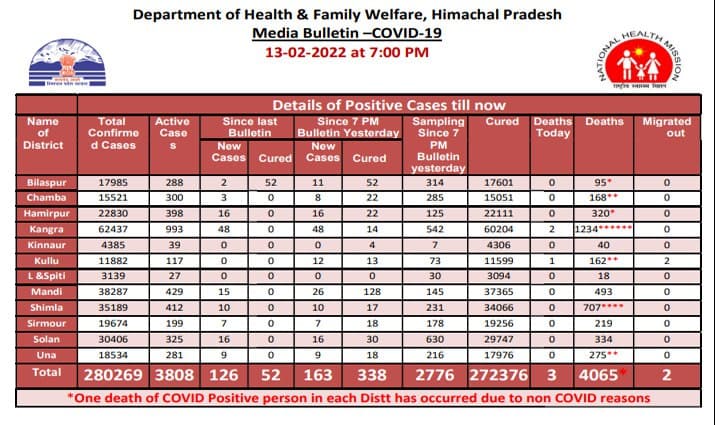 Department of Health & Family Welfare, Himachal Pradesh
Media Bulletin –COVID-19
13-02-2022 at 7:00 PM
NATIONAL HEALTH MISSION
राष्ट्रीय स्वास्थ्य मिशन
Details of Positive Cases till now
Name of District Total Confirmed Cases Active Cases Since last Bulletin Since 7 PM Bulletin Yesterday Sampling Since 7 PM Bulletin yesterday Cured Deaths Today Deaths Migrated out
New Cases Cured New Cases Cured
Bilaspur 17985 288 2 52 11 52 314 17601 0 95* 0
Chamba 15521 300 3 0 8 22 285 15051 0 168** 0
Hamirpur 22830 398 16 0 16 22 125 22111 0 320* 0
Kangra 62437 993 48 0 48 14 542 60204 2 1234****** 0
Kinnaur 4385 39 0 0 0 4 7 4306 0 40 0
Kullu 11882 117 0 0 12 13 73 11599 1 162** 2
L &Spiti 3139 27 0 0 0 0 30 3094 0 18 0
Mandi 38287 429 15 0 26 128 145 37365 0 493 0
Shimla 35189 412 10 0 10 17 231 34066 0 707**** 0
Sirmour 19674 199 7 0 7 18 178 19256 0 219 0
Solan 30406 325 16 0 16 30 630 29747 0 334 0
Una 18534 281 9 0 9 18 216 17976 0 275** 0
Total 280269 3808 126 52 163 338 2776 272376 3 4065* 2
*One death of COVID Positive person in each Distt has occurred due to non COVID reasons